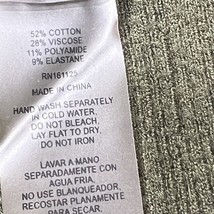 52% COTTON
28% VISCOSE
11% POLYAMIDE
9% ELASTANE
RN161129
MADE IN CHINA
HAND WASH SEPARATELY
IN COLD WATER.
DO NOT BLEACH.
LAY FLAT TO DRY.
DO NOT IRON
LAVAR A MANO
SEPARADAMENTE CON
AGUA FRIA.
NO USE BLANQUEADOR.
RECOSTAR PLANAMENTE
PARA SECAR.